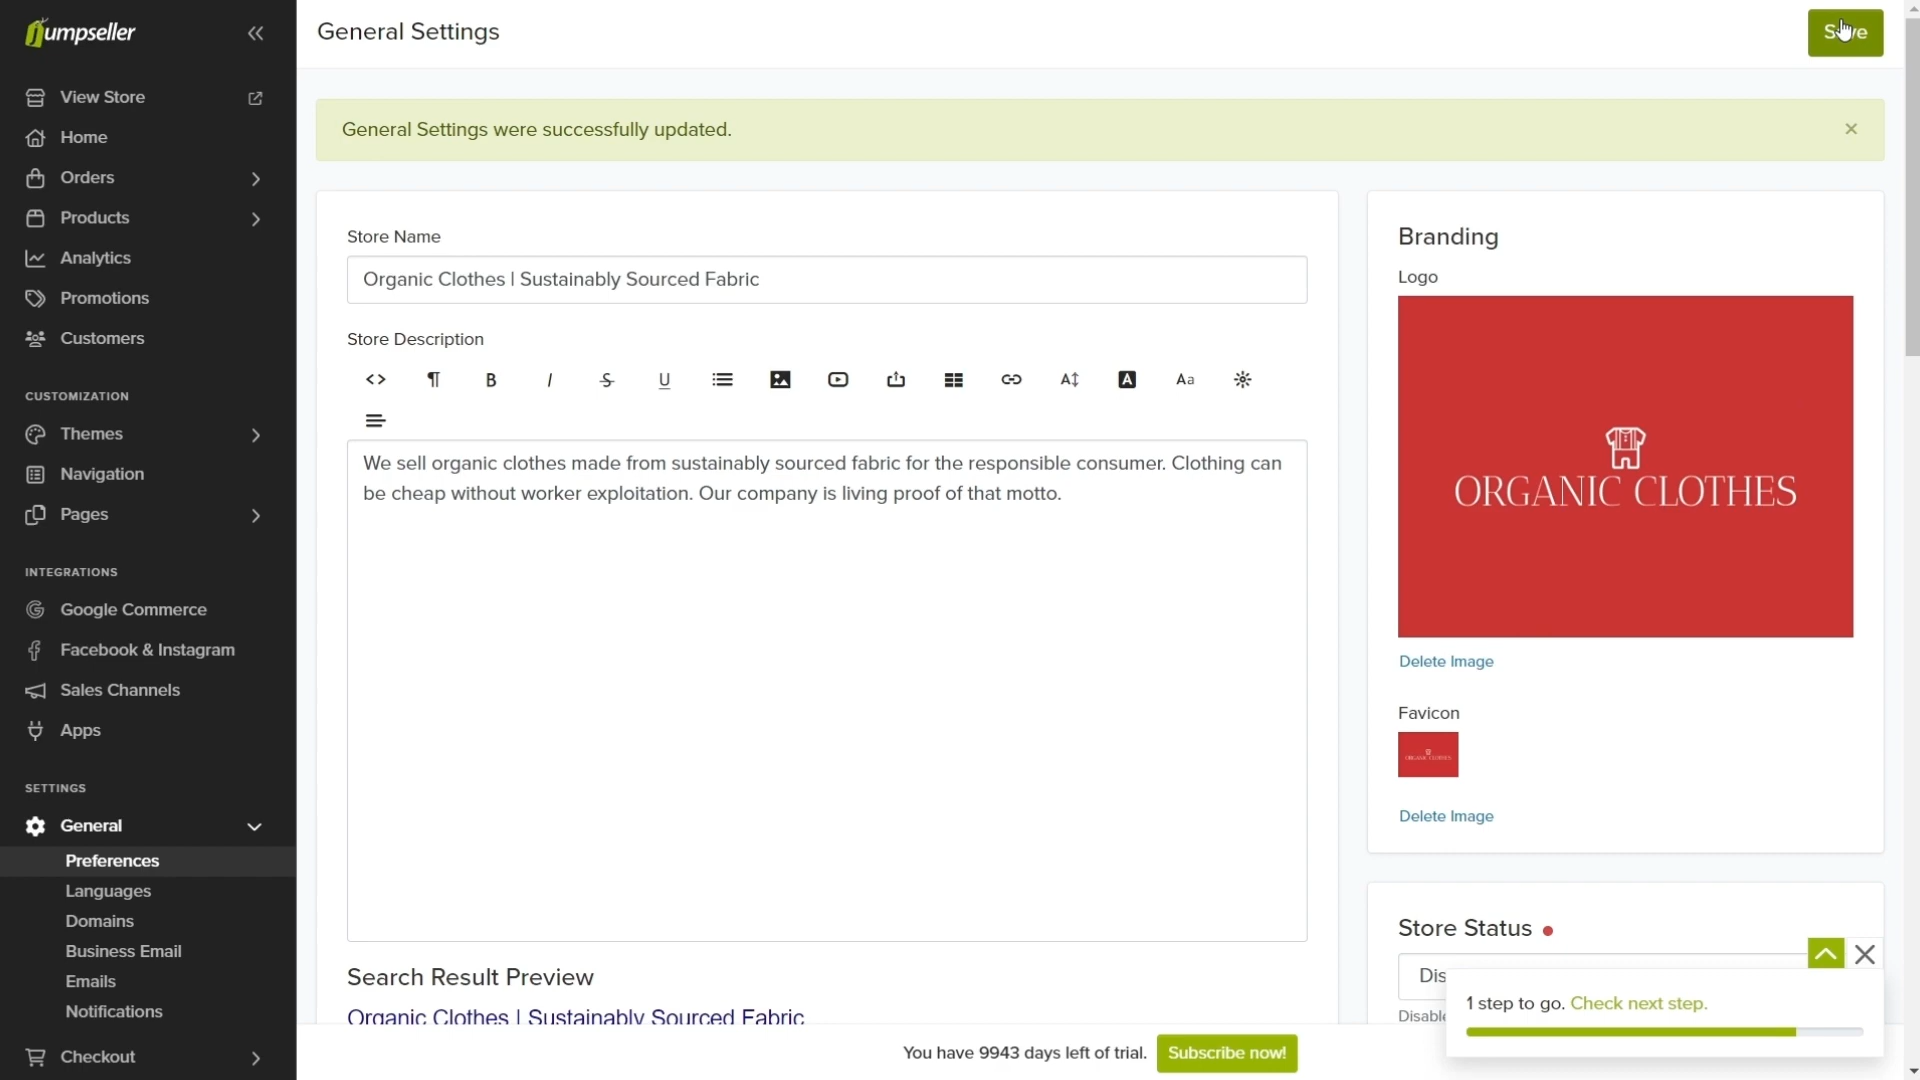 jumpseller
General Settings
Save
View Store
Home
Orders
Products
Analytics
Promotions
Customers
CUSTOMIZATION
Themes
Navigation
Pages
INTEGRATIONS
Google Commerce
Facebook & Instagram
Sales Channels
Apps
SETTINGS
General
Preferences
Languages
Domains
Business Email
Emails
Notifications
Checkout
General Settings were successfully updated.
Store Name
Organic Clothes | Sustainably Sourced Fabric
Store Description
We sell organic clothes made from sustainably sourced fabric for the responsible consumer. Clothing can
be cheap without worker exploitation. Our company is living proof of that motto.
Search Result Preview
Organic Clothes | Sustainably Sourced Fabric
Branding
Logo
ORGANIC CLOTHES
Delete Image
Favicon
ORGANIC CLOTHES
Delete Image
Store Status
1 step to go. Check next step.
You have 9943 days left of trial.
Subscribe now!